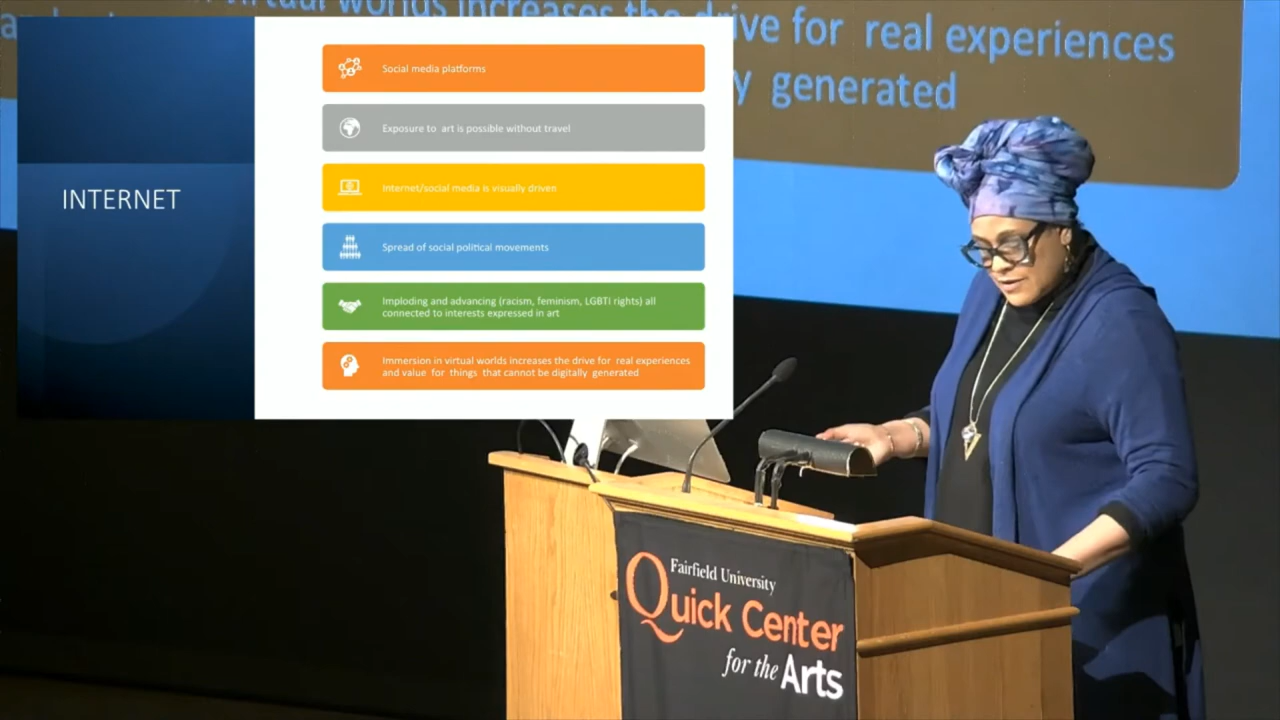 virtual worlds increases the drive for real experiences
y generated
INTERNET
Social media platforms
Exposure to art is possible without travel
Internet/social media is visually driven
Spread of social political movements
Imploding and advancing (racism, feminism, LGBTI rights) all
connected to interests expressed in art
Immersion in virtual worlds increases the drive for real experiences
and value for things that cannot be digitally generated
Fairfield University
Quick Center
for the Arts